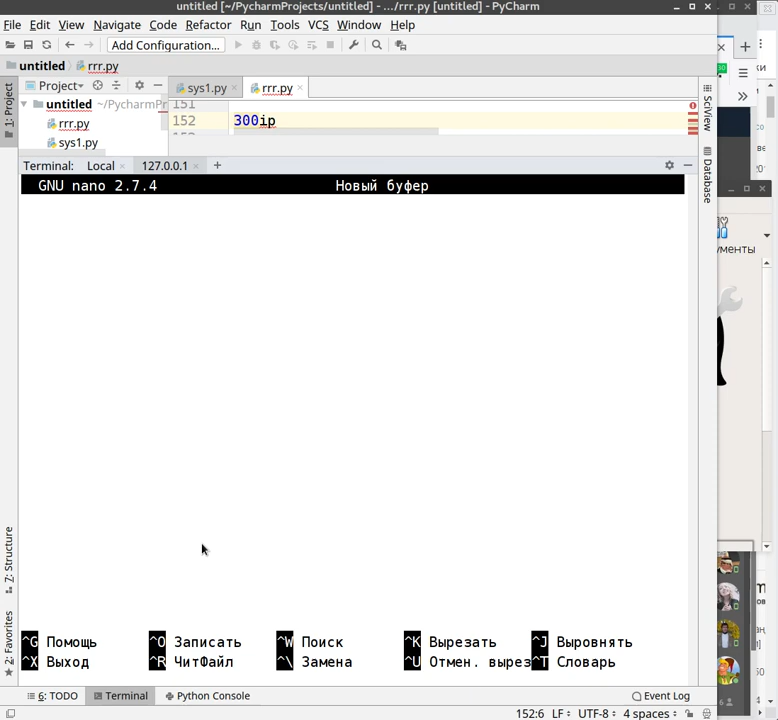 untitled [~/PycharmProjects/untitled] - .../rrr.py [untitled] - PyCharm
File Edit View Navigate Code Refactor Run Tools VCS Window Help
Add Configuration...
untitled rrr.py
Project
sys1.py rrr.py
untitled ~/PycharmPr
151
rrr.py
152 300ip
sys1.py
1: Project
SciView
Database
Terminal: Local 127.0.0.1 +
GNU nano 2.7.4 Новый буфер
ументы
Z: Structure
2: Favorites
^G Помощь ^O Записать ^W Поиск ^K Вырезать ^J Выровнять
^X Выход ^R ЧитФайл ^\ Замена ^U Отмен. вырез ^T Словарь
6: TODO Terminal Python Console Event Log
152:6 LF UTF-8 4 spaces